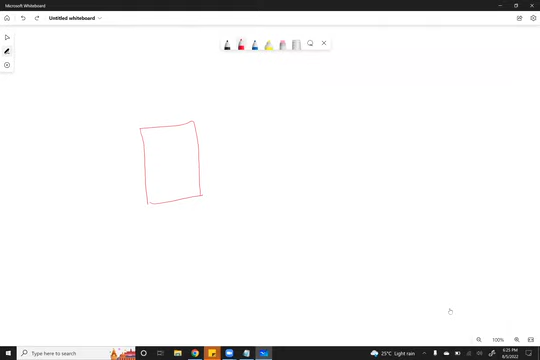 Microsoft Whiteboard
Untitled whiteboard
100%
Type here to search
25°C Light rain
6:25 PM
8/5/2022